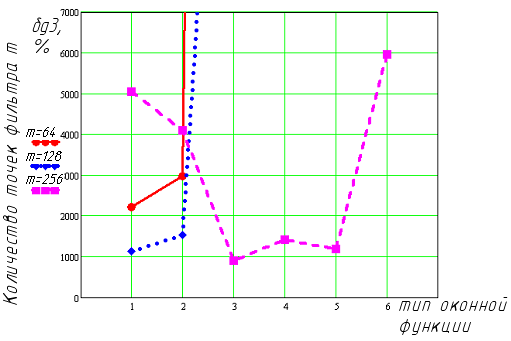 δgЗ,
%
Количество точек фильтра m
m=64
m=128
m=256
7000
6000
5000
4000
3000
2000
1000
0
1 2 3 4 5 6
тип оконной
функции